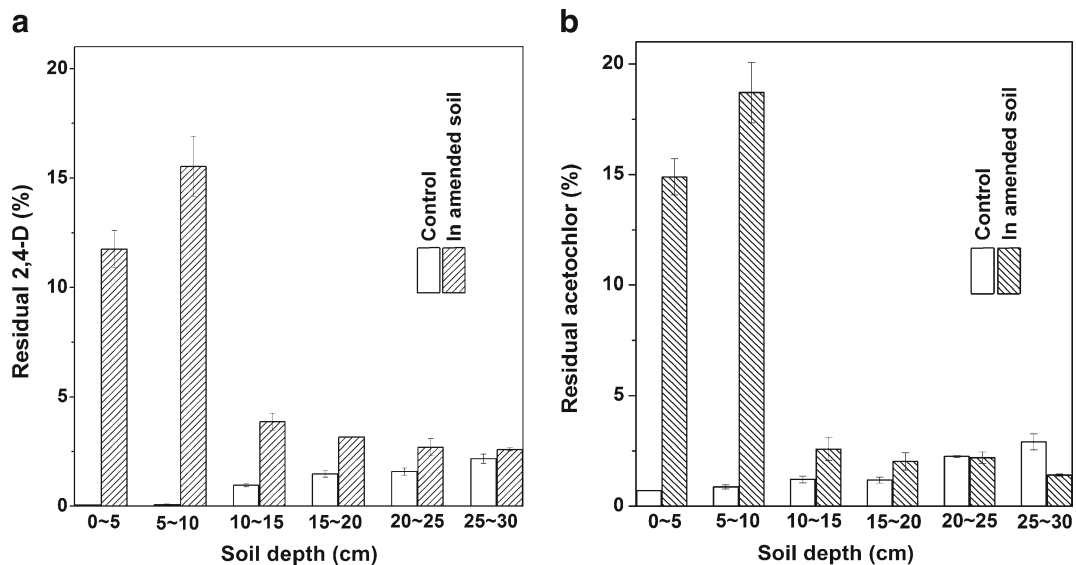 a
Residual 2,4-D (%)
20
15
10
5
0
Control
In amended soil
0~5 5~10 10~15 15~20 20~25 25~30
Soil depth (cm)
b
Residual acetochlor (%)
20
15
10
5
0
Control
In amended soil
0~5 5~10 10~15 15~20 20~25 25~30
Soil depth (cm)